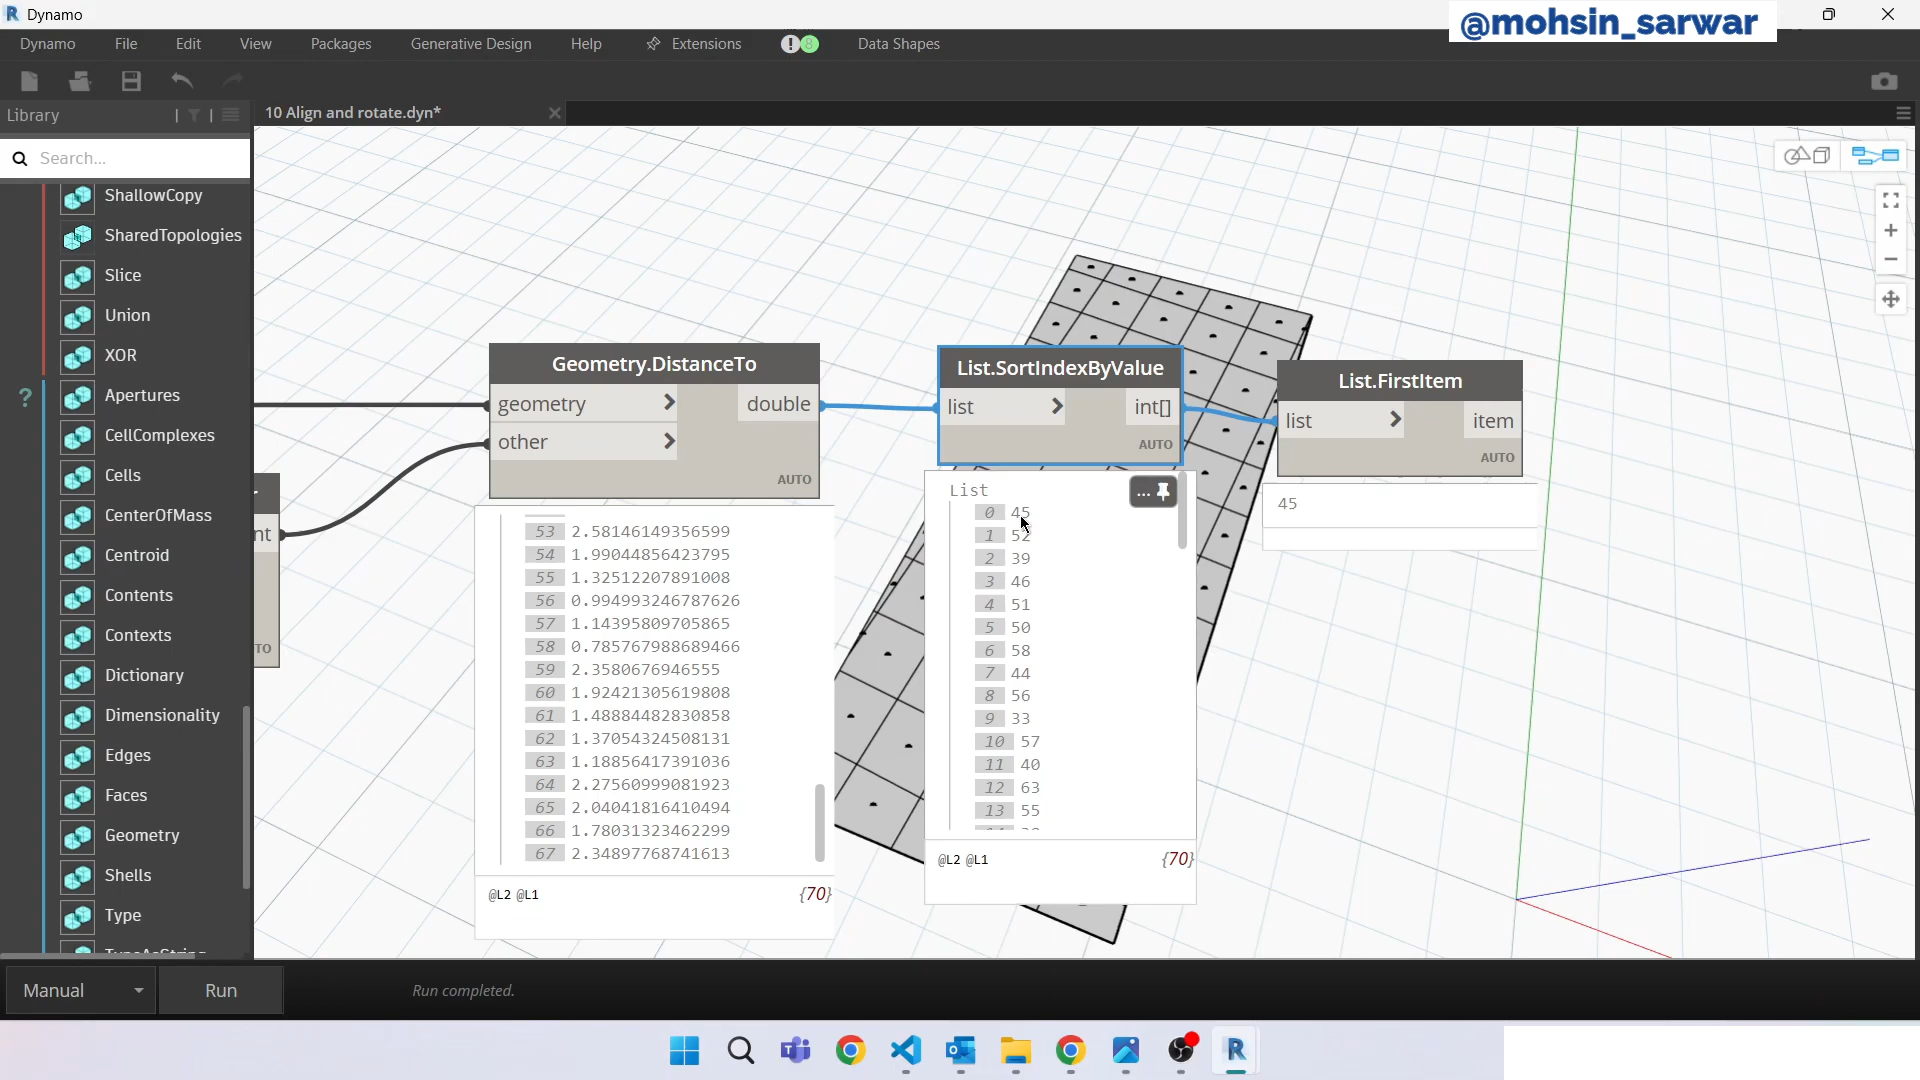 Dynamo
@mohsin_sarwar
Dynamo File Edit View Packages Generative Design Help Extensions 8 Data Shapes
Library
10 Align and rotate.dyn*
Search...
ShallowCopy
SharedTopologies
Slice
Union
XOR
Apertures
CellComplexes
Cells
CenterOfMass
Centroid
Contents
Contexts
Dictionary
Dimensionality
Edges
Faces
Geometry
Shells
Type
?
nt
Geometry.DistanceTo
geometry
other
double
AUTO
53 2.58146149356599
54 1.99044856423795
55 1.32512207891008
56 0.994993246787626
57 1.14395809705865
58 0.785767988689466
59 2.3580676946555
60 1.92421305619808
61 1.48884482830858
62 1.37054324508131
63 1.18856417391036
64 2.27560999081923
65 2.04041816410494
66 1.78031323462299
67 2.34897768741613
@L2 @L1 {70}
List.SortIndexByValue
list
int[]
AUTO
List
0 45
1 52
2 39
3 46
4 51
5 50
6 58
7 44
8 56
9 33
10 57
11 40
12 63
13 55
@L2 @L1 {70}
List.FirstItem
list
item
AUTO
45
Manual
Run
Run completed.